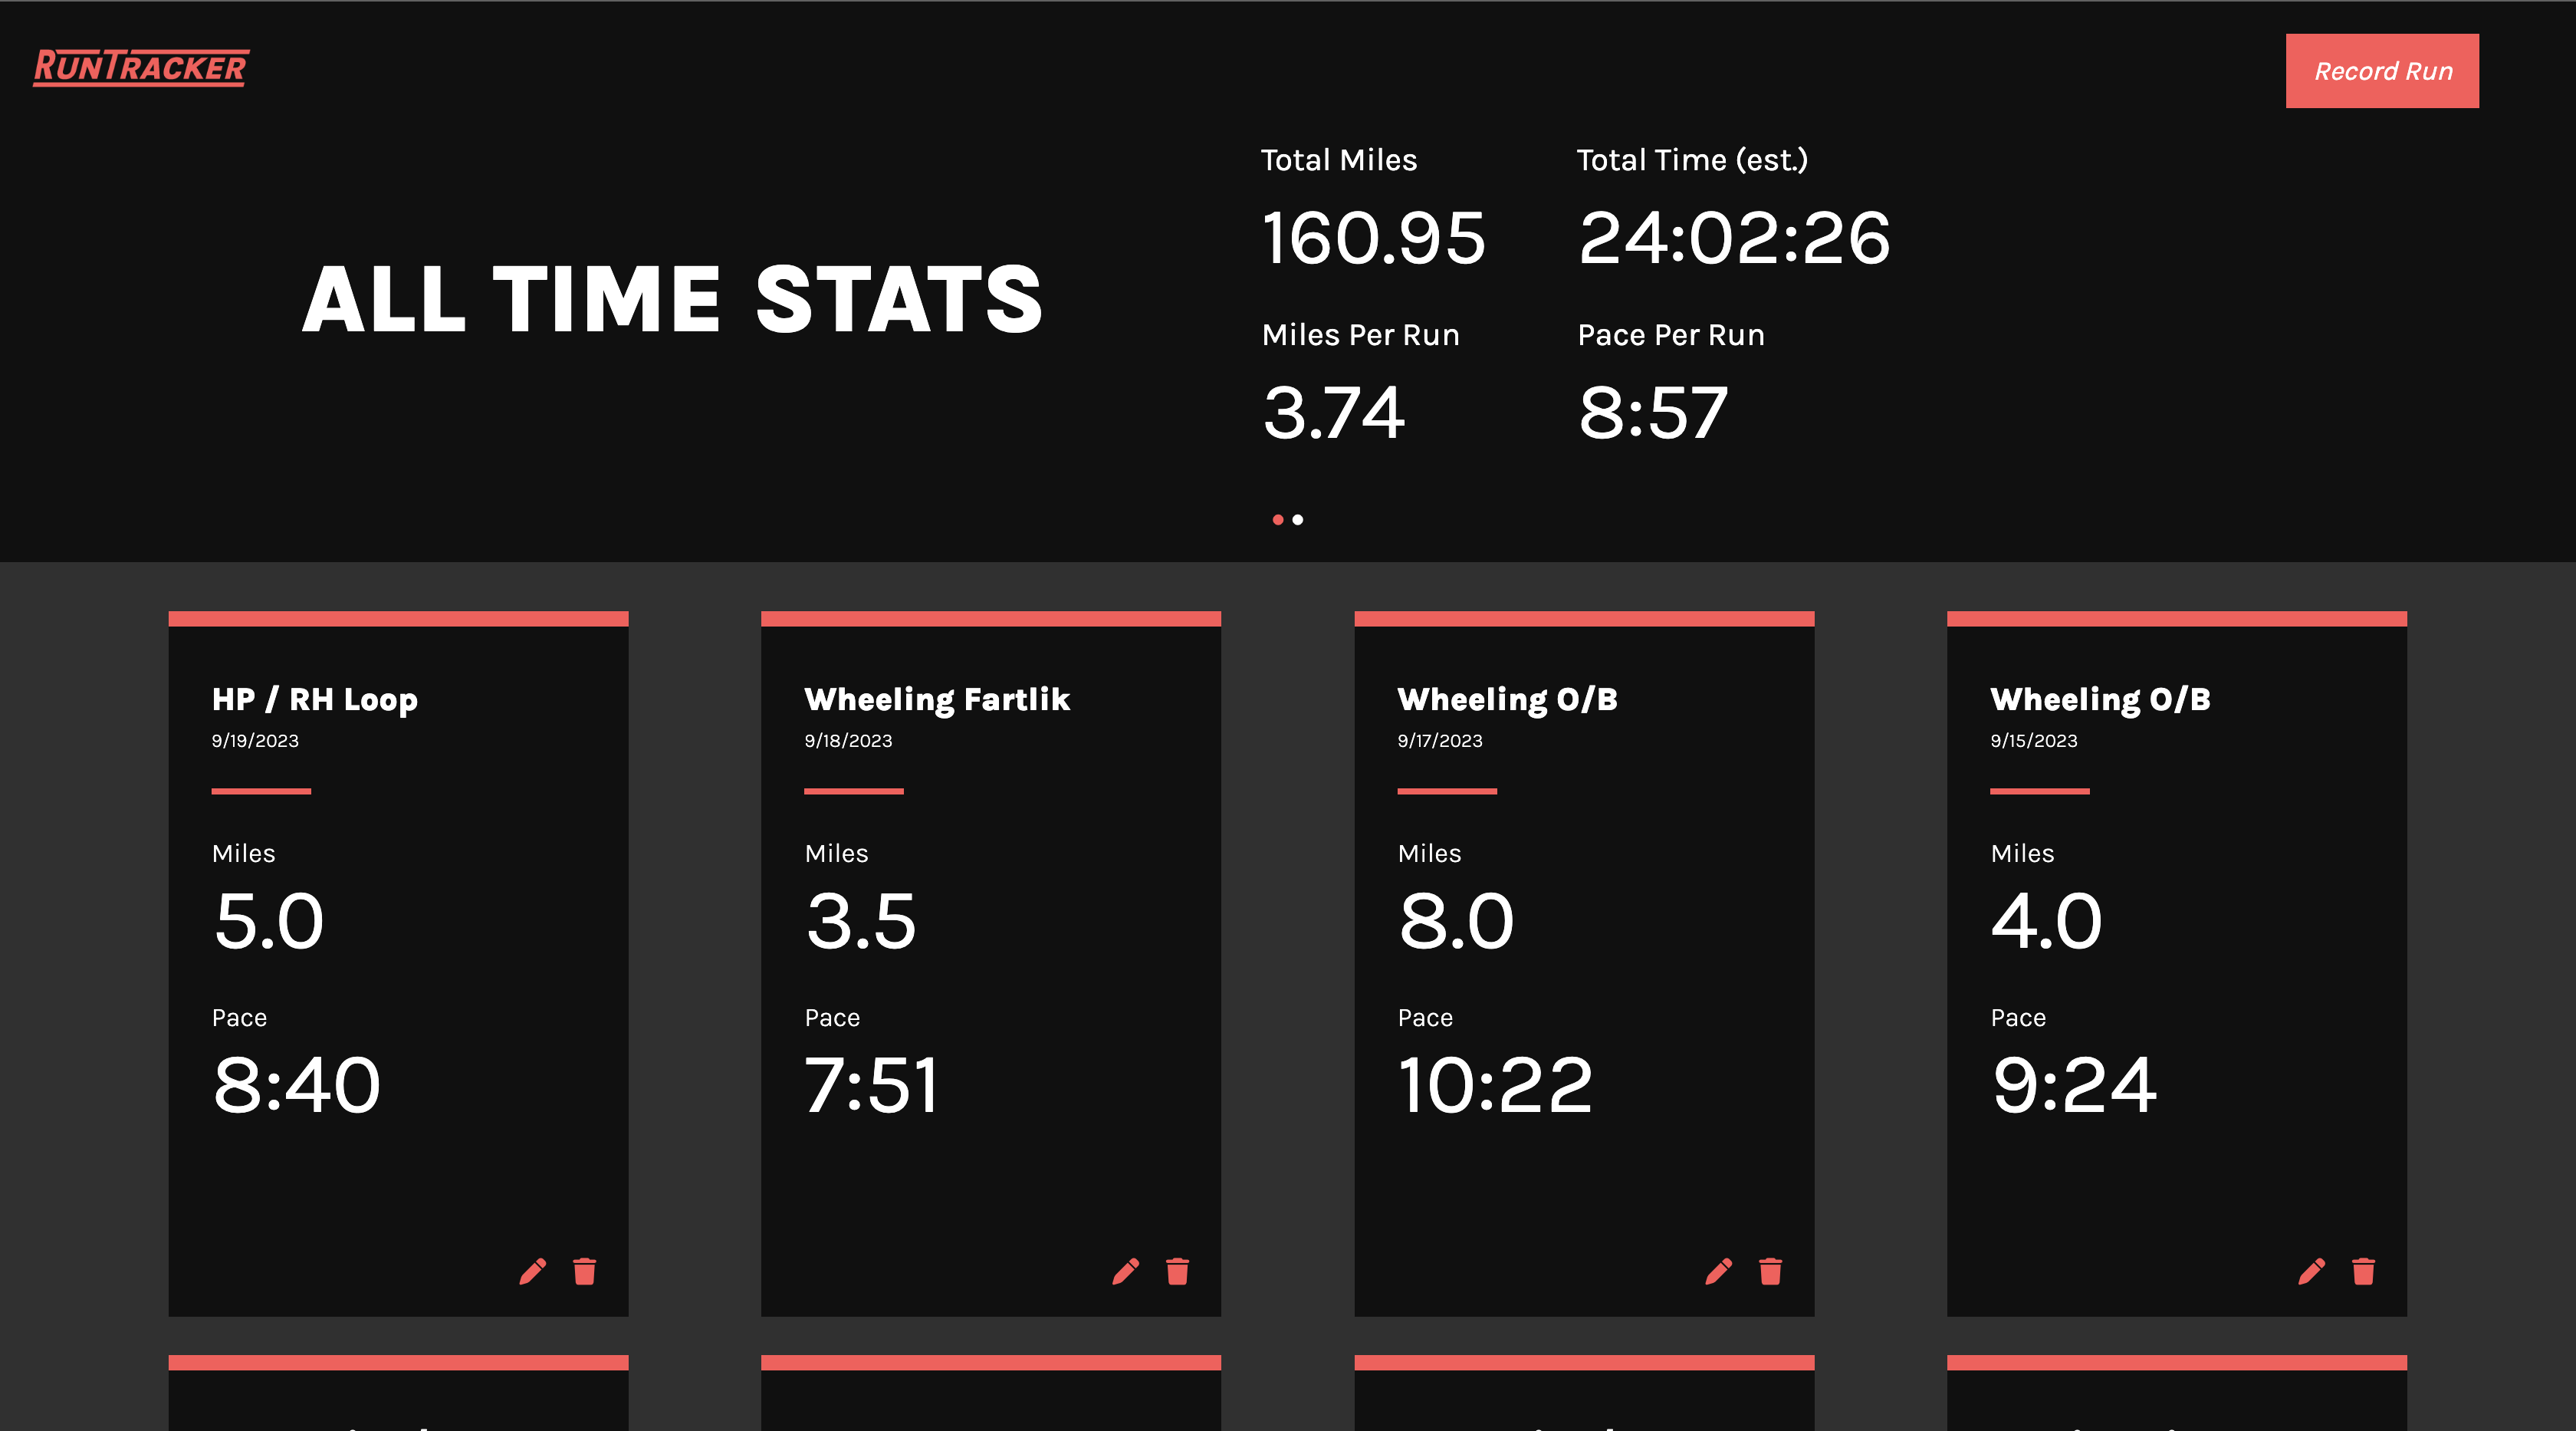 RUNTRACKER
Record Run
ALL TIME STATS
Total Miles
160.95
Total Time (est.)
24:02:26
Miles Per Run
3.74
Pace Per Run
8:57
HP / RH Loop
9/19/2023
Miles
5.0
Pace
8:40
Wheeling Fartlik
9/18/2023
Miles
3.5
Pace
7:51
Wheeling O/B
9/17/2023
Miles
8.0
Pace
10:22
Wheeling O/B
9/15/2023
Miles
4.0
Pace
9:24